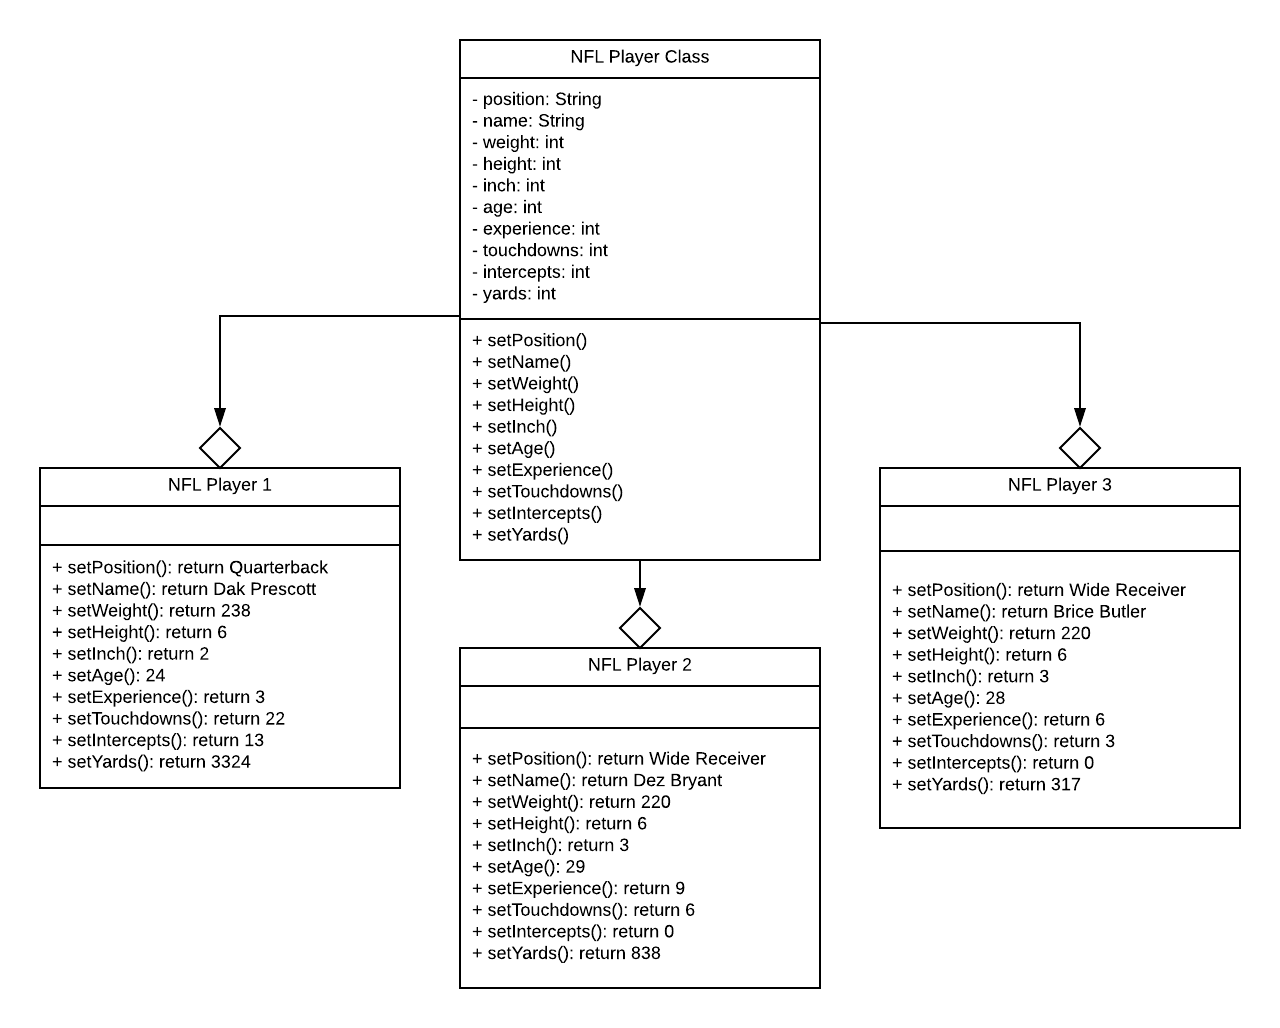 NFL Player Class
- position: String
- name: String
- weight: int
- height: int
- inch: int
- age: int
- experience: int
- touchdowns: int
- intercepts: int
- yards: int
+ setPosition()
+ setName()
+ setWeight()
+ setHeight()
+ setInch()
+ setAge()
+ setExperience()
+ setTouchdowns()
+ setIntercepts()
+ setYards()
NFL Player 1
+ setPosition(): return Quarterback
+ setName(): return Dak Prescott
+ setWeight(): return 238
+ setHeight(): return 6
+ setInch(): return 2
+ setAge(): 24
+ setExperience(): return 3
+ setTouchdowns(): return 22
+ setIntercepts(): return 13
+ setYards(): return 3324
NFL Player 2
+ setPosition(): return Wide Receiver
+ setName(): return Dez Bryant
+ setWeight(): return 220
+ setHeight(): return 6
+ setInch(): return 3
+ setAge(): 29
+ setExperience(): return 9
+ setTouchdowns(): return 6
+ setIntercepts(): return 0
+ setYards(): return 838
NFL Player 3
+ setPosition(): return Wide Receiver
+ setName(): return Brice Butler
+ setWeight(): return 220
+ setHeight(): return 6
+ setInch(): return 3
+ setAge(): 28
+ setExperience(): return 6
+ setTouchdowns(): return 3
+ setIntercepts(): return 0
+ setYards(): return 317